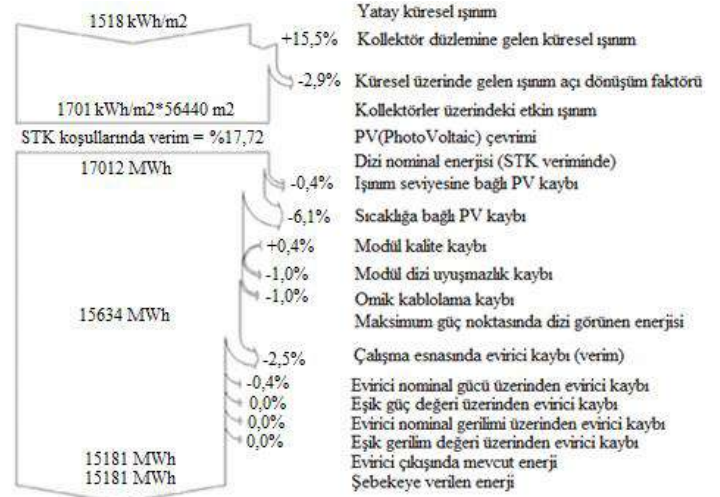 1518 kWh/m2
Yatay küresel ışınım
+15,5% Kollektör düzlemine gelen küresel ışınım
-2,9% Küresel üzerinde gelen ışınım açı dönüşüm faktörü
1701 kWh/m2*56440 m2 Kollektörler üzerindeki etkin ışınım
STK koşullarında verim = %17,72 PV(PhotoVoltaic) çevrimi
17012 MWh Dizi nominal enerjisi (STK veriminde)
-0,4% Işınım seviyesine bağlı PV kaybı
-6,1% Sıcaklığa bağlı PV kaybı
+0,4% Modül kalite kaybı
-1,0% Modül dizi uyuşmazlık kaybı
-1,0% Omik kablolama kaybı
15634 MWh Maksimum güç noktasında dizi görünen enerjisi
-2,5% Çalışma esnasında evirici kaybı (verim)
-0,4% Evirici nominal gücü üzerinden evirici kaybı
0,0% Eşik güç değeri üzerinden evirici kaybı
0,0% Evirici nominal gerilimi üzerinden evirici kaybı
0,0% Eşik gerilim değeri üzerinden evirici kaybı
15181 MWh Evirici çıkışında mevcut enerji
15181 MWh Şebekeye verilen enerji